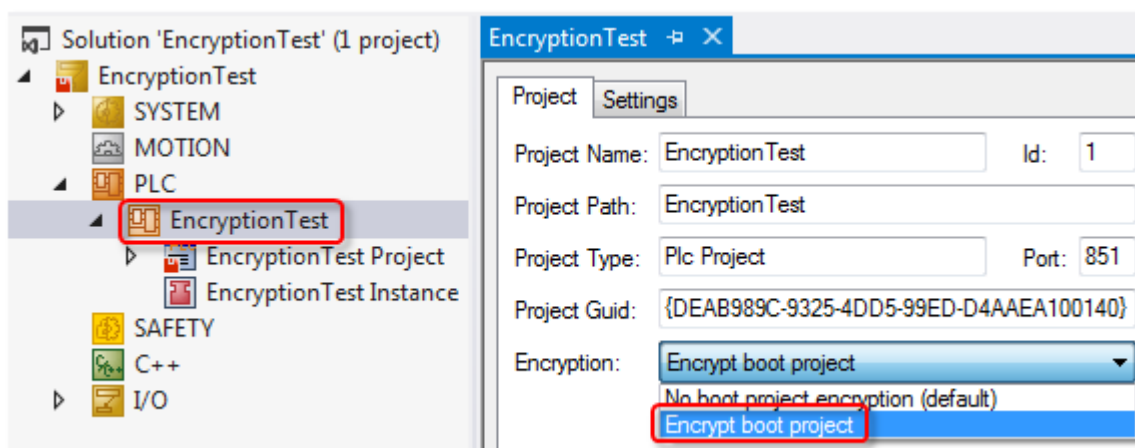 Solution 'EncryptionTest' (1 project)
EncryptionTest
SYSTEM
MOTION
PLC
EncryptionTest
EncryptionTest Project
EncryptionTest Instance
SAFETY
C++
I/O
EncryptionTest
Project Settings
Project Name: EncryptionTest Id: 1
Project Path: EncryptionTest
Project Type: Plc Project Port: 851
Project Guid: {DEAB989C-9325-4DD5-99ED-D4AAEA100140}
Encryption: Encrypt boot project
No boot project encryption (default)
Encrypt boot project